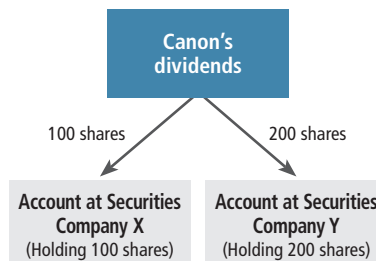 Canon's
dividends
100 shares
200 shares
Account at Securities
Company X
(Holding 100 shares)
Account at Securities
Company Y
(Holding 200 shares)